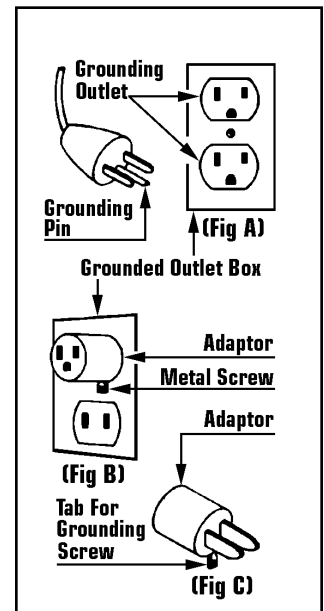 Grounding
Outlet
Grounding
Pin
(Fig A)
Grounded Outlet Box
Adaptor
Metal Screw
Adaptor
(Fig B)
Tab For
Grounding
Screw
(Fig C)